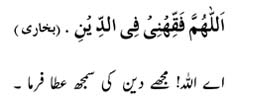 اَللّٰهُمَّ فَقِّهْنِيْ فِي الدِّيْنِ . (بخاری)
اے اللہ! مجھے دین کی سمجھ عطا فرما ۔